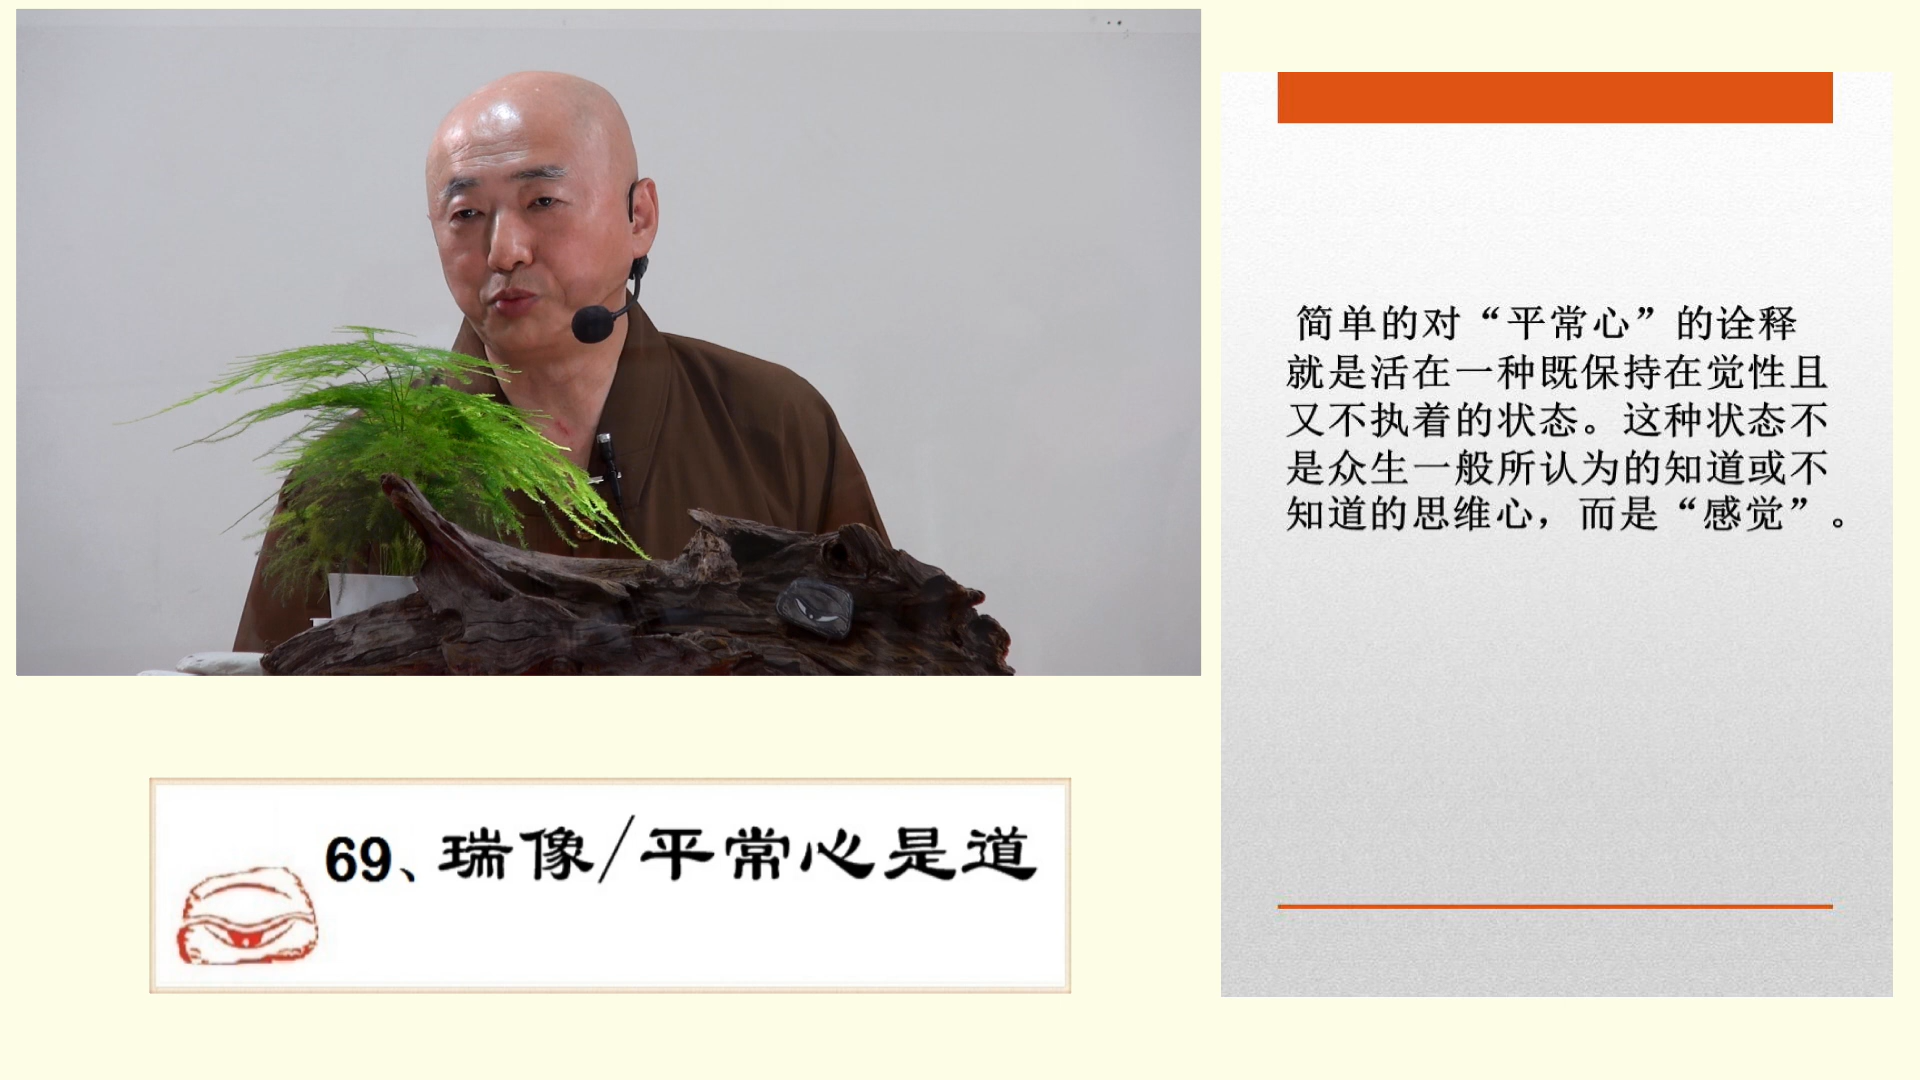 简单的对“平常心”的诠释
就是活在一种既保持在觉性且
又不执着的状态。这种状态不
是众生一般所认为的知道或不
知道的思维心，而是“感觉”。
69、瑞像/平常心是道